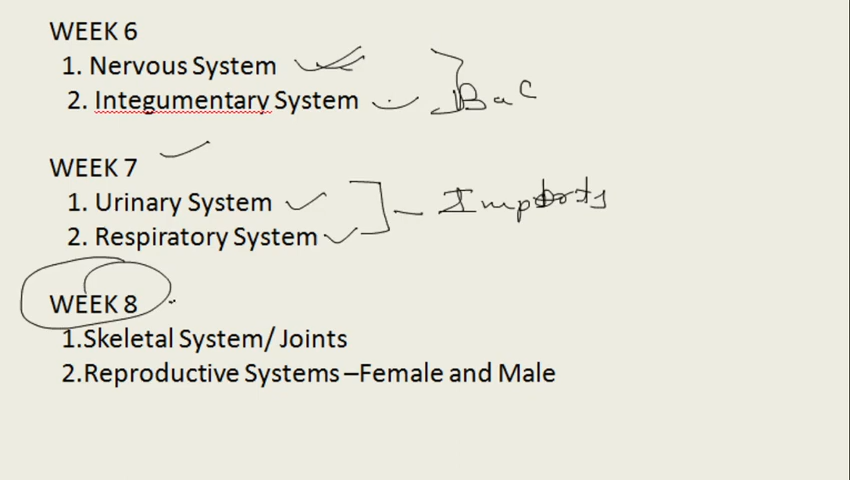 WEEK 6
1. Nervous System
2. Integumentary System
Bac
WEEK 7
1. Urinary System
2. Respiratory System
WEEK 8
1.Skeletal System/ Joints
2.Reproductive Systems –Female and Male